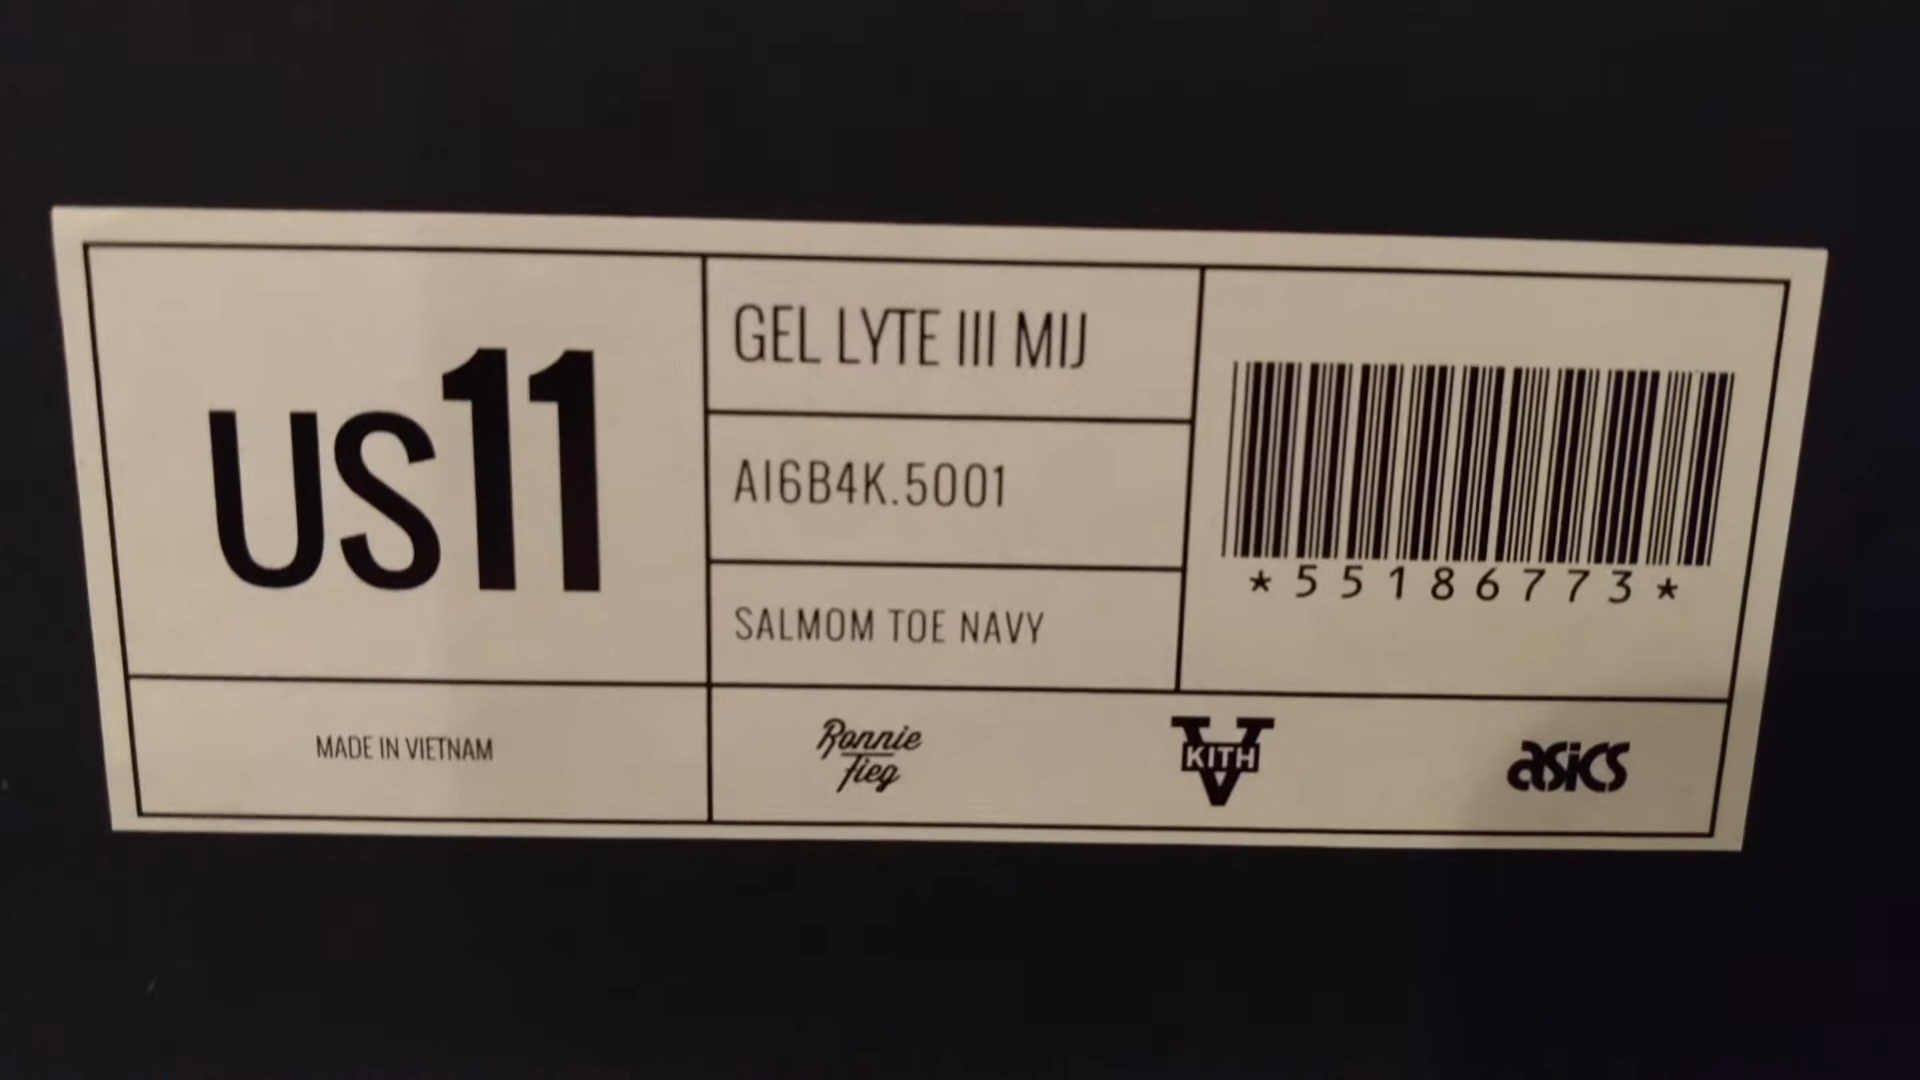 US11
GEL LYTE III MIJ
AI6B4K.5001
SALMOM TOE NAVY
*55186773*
MADE IN VIETNAM
Ronnie
Fieg
KITH
asics